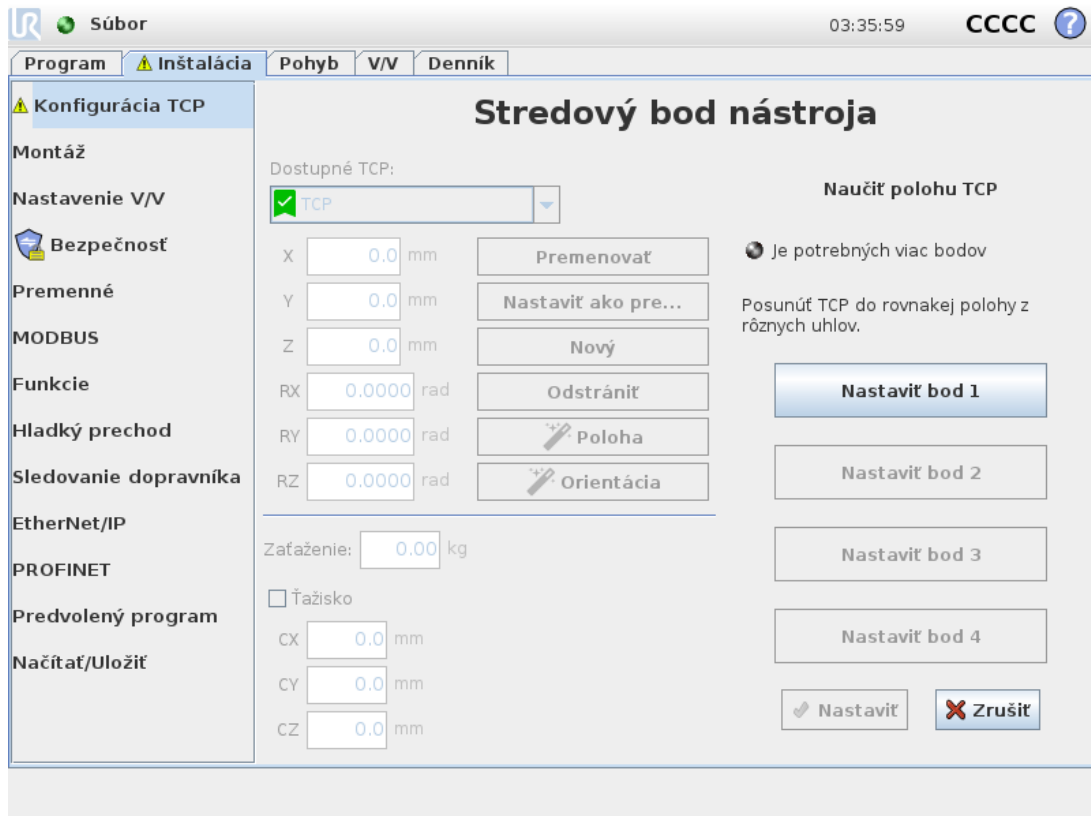 UR Súbor 03:35:59 CCCC ?
Program Inštalácia Pohyb V/V Denník
Konfigurácia TCP
Montáž
Nastavenie V/V
Bezpečnosť
Premenné
MODBUS
Funkcie
Hladký prechod
Sledovanie dopravníka
EtherNet/IP
PROFINET
Predvolený program
Načítať/Uložiť
Stredový bod nástroja
Dostupné TCP:
TCP
X 0.0 mm Premenovať
Y 0.0 mm Nastaviť ako pre...
Z 0.0 mm Nový
RX 0.0000 rad Odstrániť
RY 0.0000 rad Poloha
RZ 0.0000 rad Orientácia
Zaťaženie: 0.00 kg
Ťažisko
CX 0.0 mm
CY 0.0 mm
CZ 0.0 mm
Naučiť polohu TCP
Je potrebných viac bodov
Posunúť TCP do rovnakej polohy z
rôznych uhlov.
Nastaviť bod 1
Nastaviť bod 2
Nastaviť bod 3
Nastaviť bod 4
Nastaviť Zrušiť